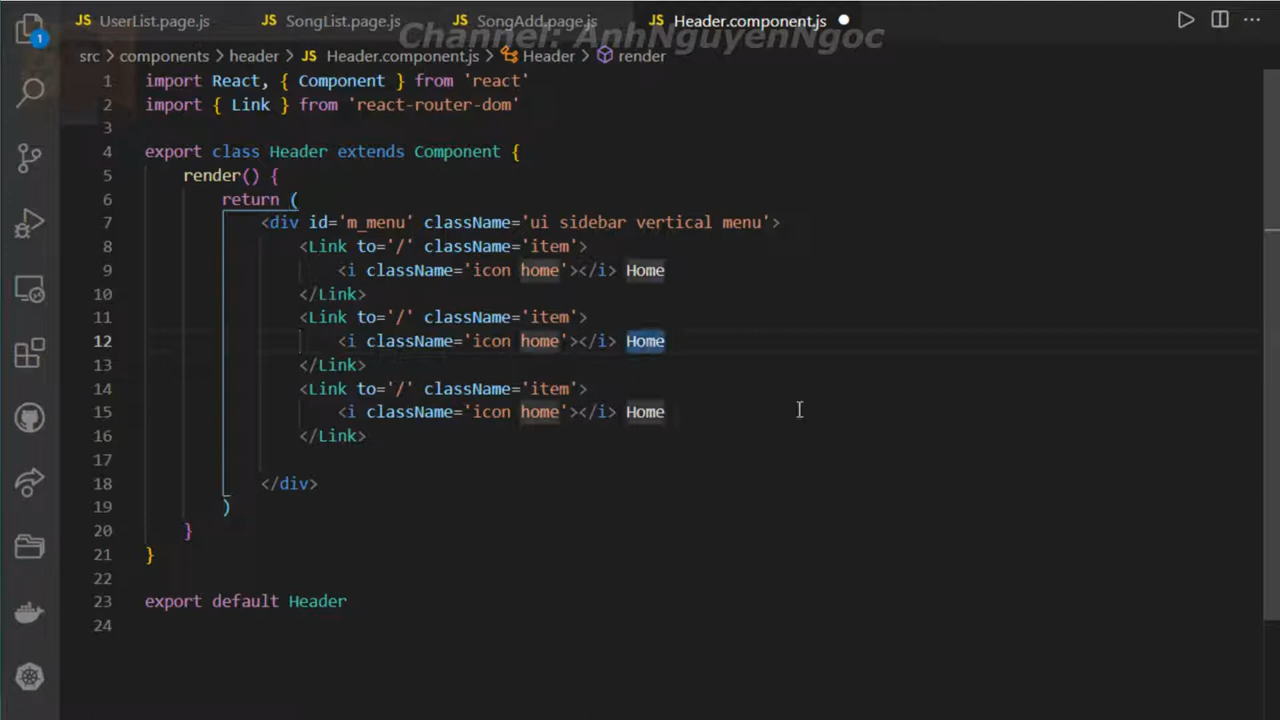 UserList.page.js SongList.page.js SongAdd.page.js Header.component.js
Channel: AnhNguyenNgoc
src > components > header > JS Header.component.js > Header > render
1 import React, { Component } from 'react'
2 import { Link } from 'react-router-dom'
3
4 export class Header extends Component {
5 render() {
6 return (
7 <div id='m_menu' className='ui sidebar vertical menu'>
8 <Link to='/' className='item'>
9 <i className='icon home'></i> Home
10 </Link>
11 <Link to='/' className='item'>
12 <i className='icon home'></i> Home
13 </Link>
14 <Link to='/' className='item'>
15 <i className='icon home'></i> Home
16 </Link>
17
18 </div>
19 )
20 }
21 }
22
23 export default Header
24